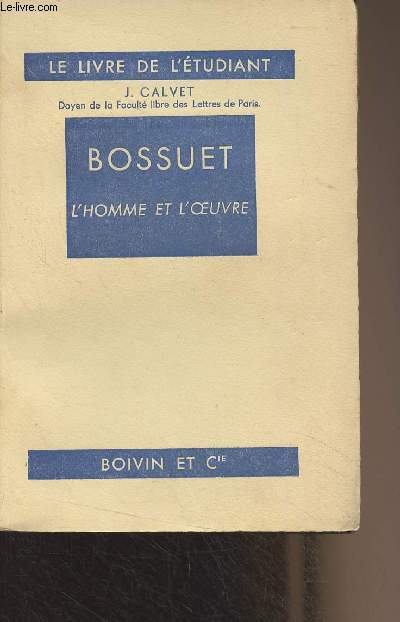 Le-livre.com
LE LIVRE DE L'ÉTUDIANT
J. CALVET
Doyen de la Faculté libre des Lettres de Paris.
BOSSUET
L'HOMME ET L'ŒUVRE
BOIVIN ET CIE